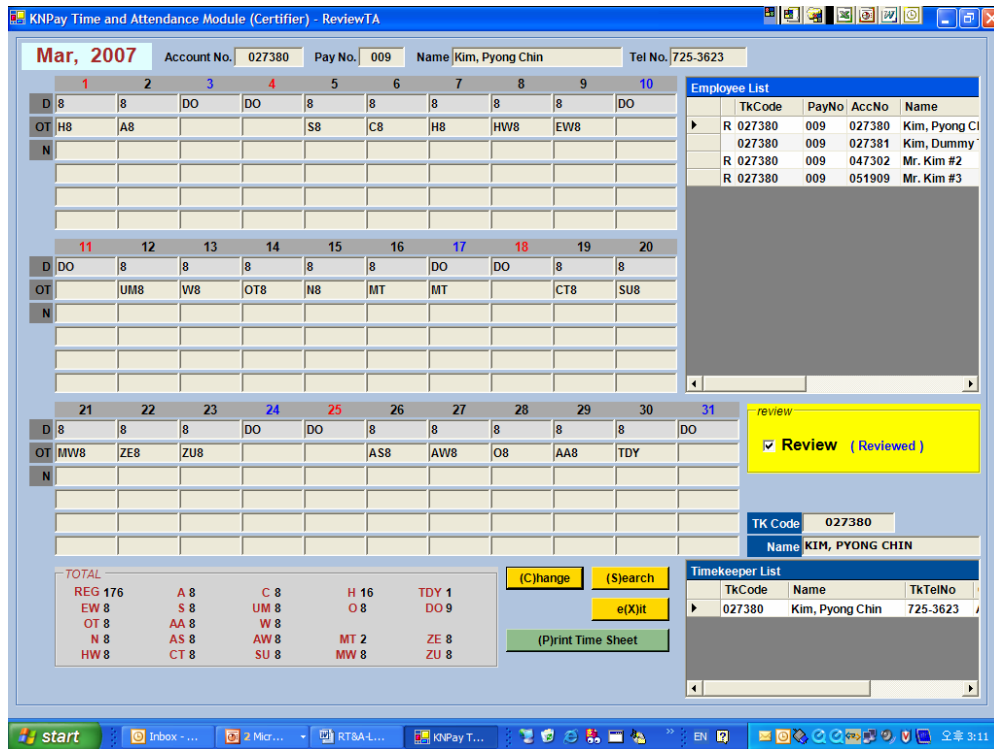 KNPay Time and Attendance Module (Certifier) - ReviewTA
Mar, 2007 Account No. 027380 Pay No. 009 Name Kim, Pyong Chin Tel No. 725-3623
1 2 3 4 5 6 7 8 9 10
D 8 8 DO DO 8 8 8 8 8 DO
OT H8 A8 S8 C8 H8 HW8 EW8
N
11 12 13 14 15 16 17 18 19 20
D DO 8 8 8 8 8 DO DO 8 8
OT UM8 W8 OT8 N8 MT MT CT8 SU8
N
21 22 23 24 25 26 27 28 29 30 31
D 8 8 8 DO DO 8 8 8 8 8 DO
OT MW8 ZE8 ZU8 AS8 AW8 O8 AA8 TDY
N
TOTAL
REG 176 A 8 C 8 H 16 TDY 1
EW 8 S 8 UM 8 O 8 DO 9
OT 8 AA 8 W 8
N 8 AS 8 AW 8 MT 2 ZE 8
HW 8 CT 8 SU 8 MW 8 ZU 8
(C)hange (S)earch
e(X)it
(P)rint Time Sheet
Employee List
TkCode PayNo AccNo Name
R 027380 009 027380 Kim, Pyong C
027380 009 027381 Kim, Dummy
R 027380 009 047302 Mr. Kim #2
R 027380 009 051909 Mr. Kim #3
review
Review ( Reviewed )
TK Code 027380
Name KIM, PYONG CHIN
Timekeeper List
TkCode Name TkTelNo
027380 Kim, Pyong Chin 725-3623
start Inbox - ... 2 Micr... RT&A-L... KNPay T... EN 오후 3:11